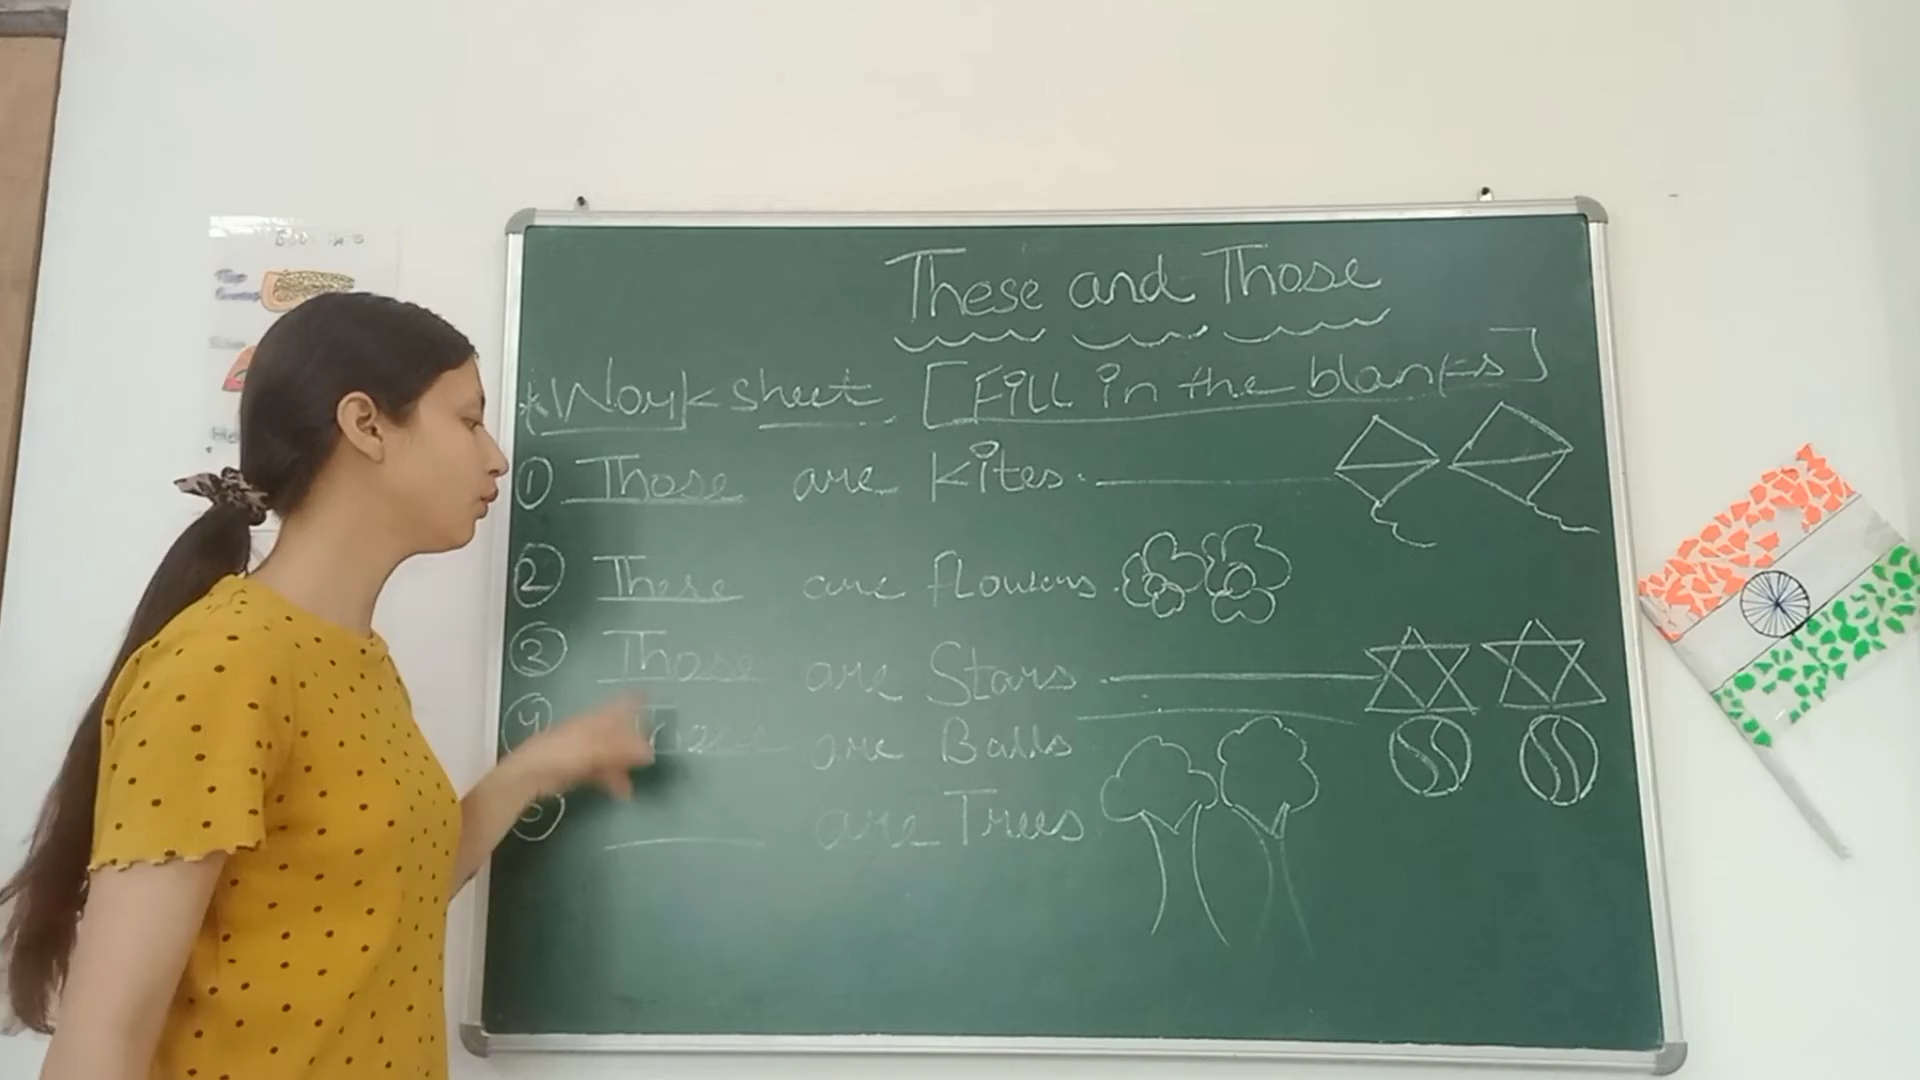 These and Those
* Worksheet [Fill in the blanks]
① Those are Kites.
② These are flowers.
③ Those are Stars
④ are Balls
are Trees